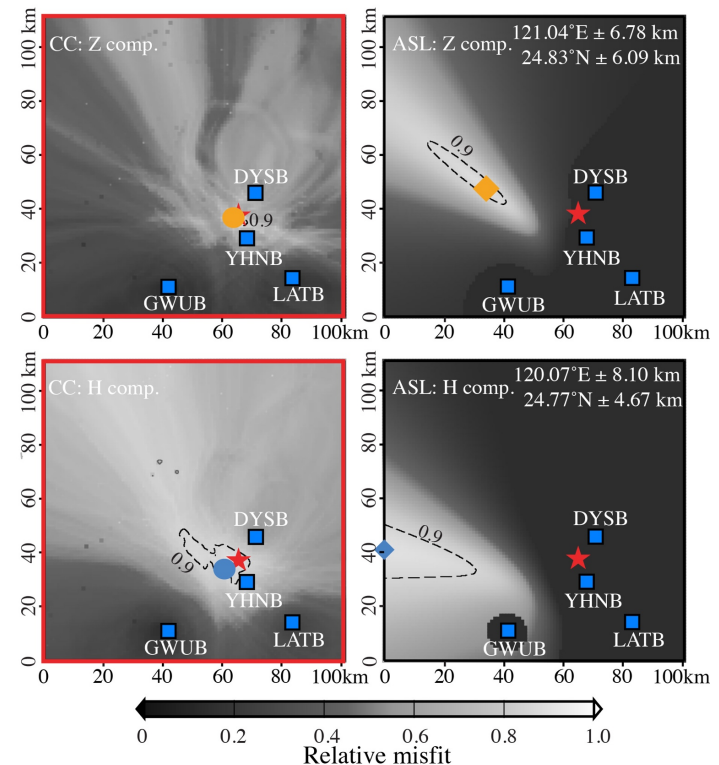 CC: Z comp.
100 km
80
60
40
20
0
DYSB
0.9
YHNB
GWUB
LATB
0 20 40 60 80 100km
ASL: Z comp.
121.04°E ± 6.78 km
24.83°N ± 6.09 km
100 km
80
60
40
20
0
0.9
DYSB
YHNB
GWUB
LATB
0 20 40 60 80 100km
CC: H comp.
100 km
80
60
40
20
0
DYSB
0.9
YHNB
GWUB
LATB
0 20 40 60 80 100km
ASL: H comp.
120.07°E ± 8.10 km
24.77°N ± 4.67 km
100 km
80
60
40
20
0
0.9
DYSB
YHNB
GWUB
LATB
0 20 40 60 80 100km
0 0.2 0.4 0.6 0.8 1.0
Relative misfit